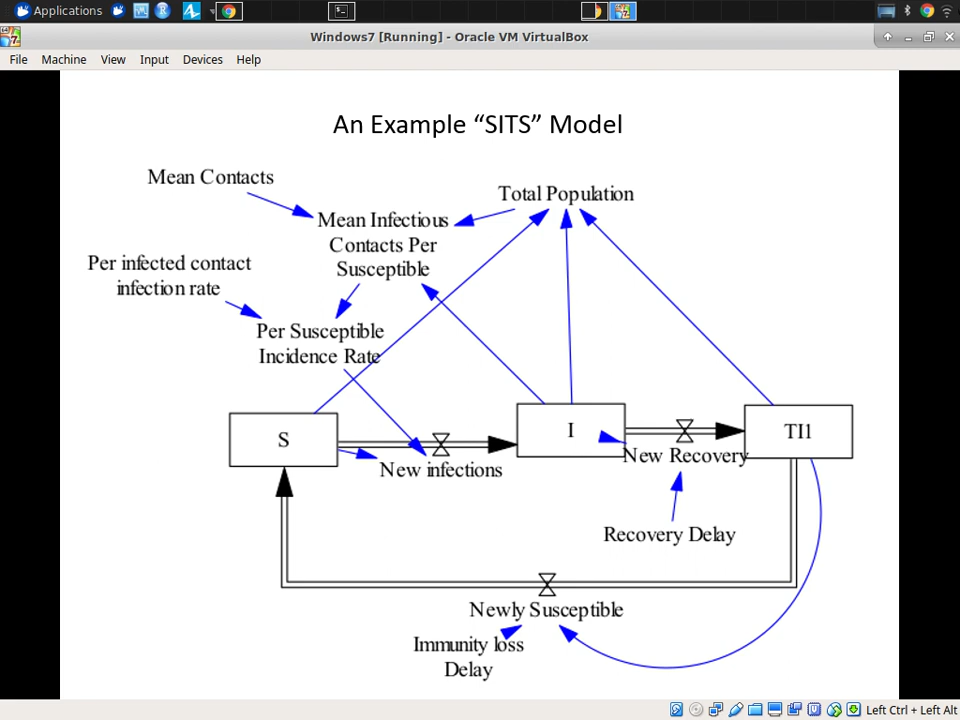 Applications
Windows7 [Running] - Oracle VM VirtualBox
File Machine View Input Devices Help
An Example “SITS” Model
Mean Contacts
Total Population
Mean Infectious
Contacts Per
Susceptible
Per infected contact
infection rate
Per Susceptible
Incidence Rate
S
I
TI1
New infections
New Recovery
Recovery Delay
Newly Susceptible
Immunity loss
Delay
Left Ctrl + Left Alt